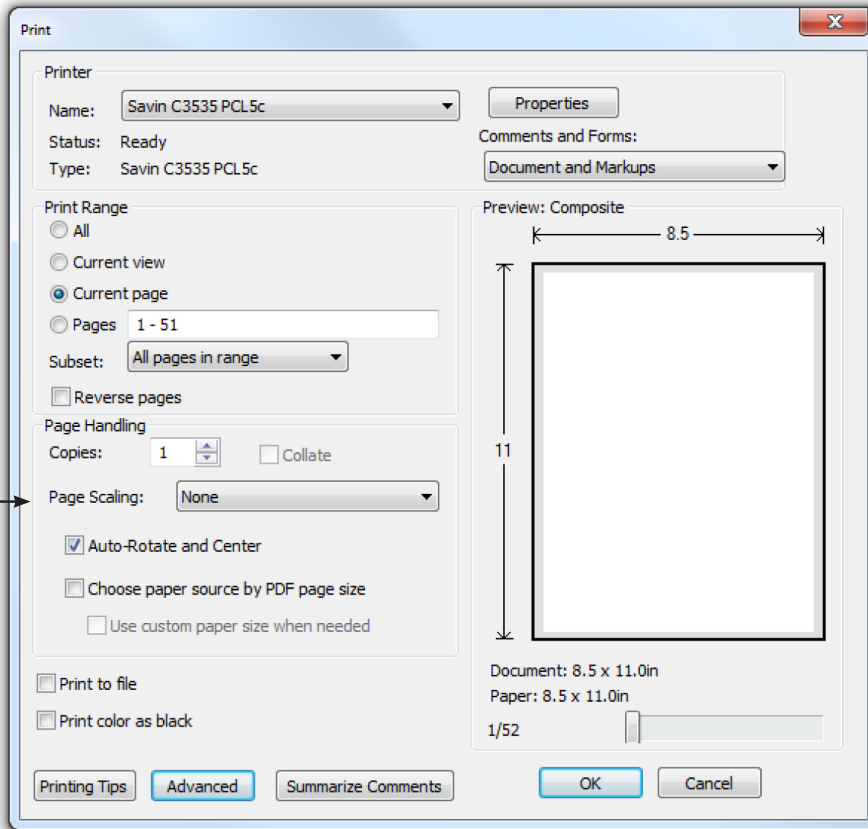 Print
Printer
Name: Savin C3535 PCL5c Properties
Status: Ready Comments and Forms:
Type: Savin C3535 PCL5c Document and Markups
Print Range
All
Current view
Current page
Pages 1 - 51
Subset: All pages in range
Reverse pages
Page Handling
Copies: 1 Collate
Page Scaling: None
Auto-Rotate and Center
Choose paper source by PDF page size
Use custom paper size when needed
Print to file
Print color as black
Preview: Composite
8.5
11
Document: 8.5 x 11.0in
Paper: 8.5 x 11.0in
1/52
Printing Tips Advanced Summarize Comments OK Cancel